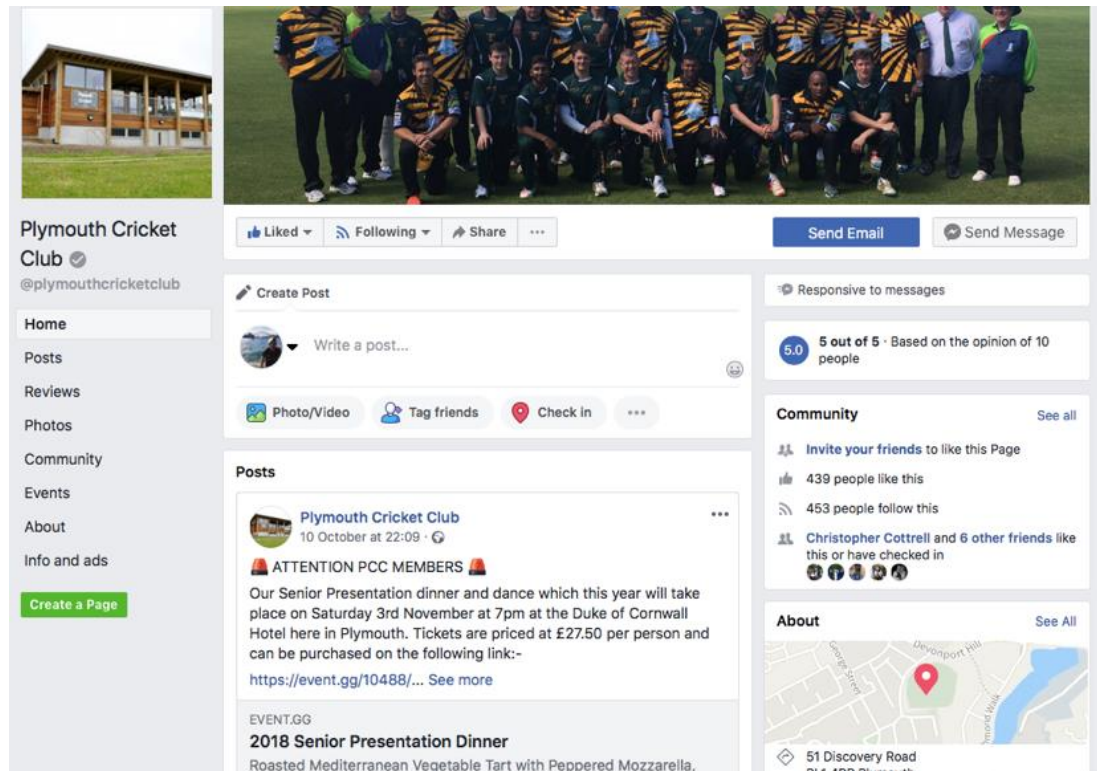 Plymouth Cricket
Club
@plymouthcricketclub
Home
Posts
Reviews
Photos
Community
Events
About
Info and ads
Create a Page
Liked
Following
Share
Send Email
Send Message
Create Post
Write a post...
Photo/Video
Tag friends
Check in
Posts
Plymouth Cricket Club
10 October at 22:09 ·
ATTENTION PCC MEMBERS
Our Senior Presentation dinner and dance which this year will take
place on Saturday 3rd November at 7pm at the Duke of Cornwall
Hotel here in Plymouth. Tickets are priced at £27.50 per person and
can be purchased on the following link:-
https://event.gg/10488/... See more
EVENT.GG
2018 Senior Presentation Dinner
Roasted Mediterranean Vegetable Tart with Peppered Mozzarella,
Responsive to messages
5.0
5 out of 5 · Based on the opinion of 10
people
Community
See all
Invite your friends to like this Page
439 people like this
453 people follow this
Christopher Cottrell and 6 other friends like
this or have checked in
About
See All
George Street
Devonport Hill
51 Discovery Road
Plymouth